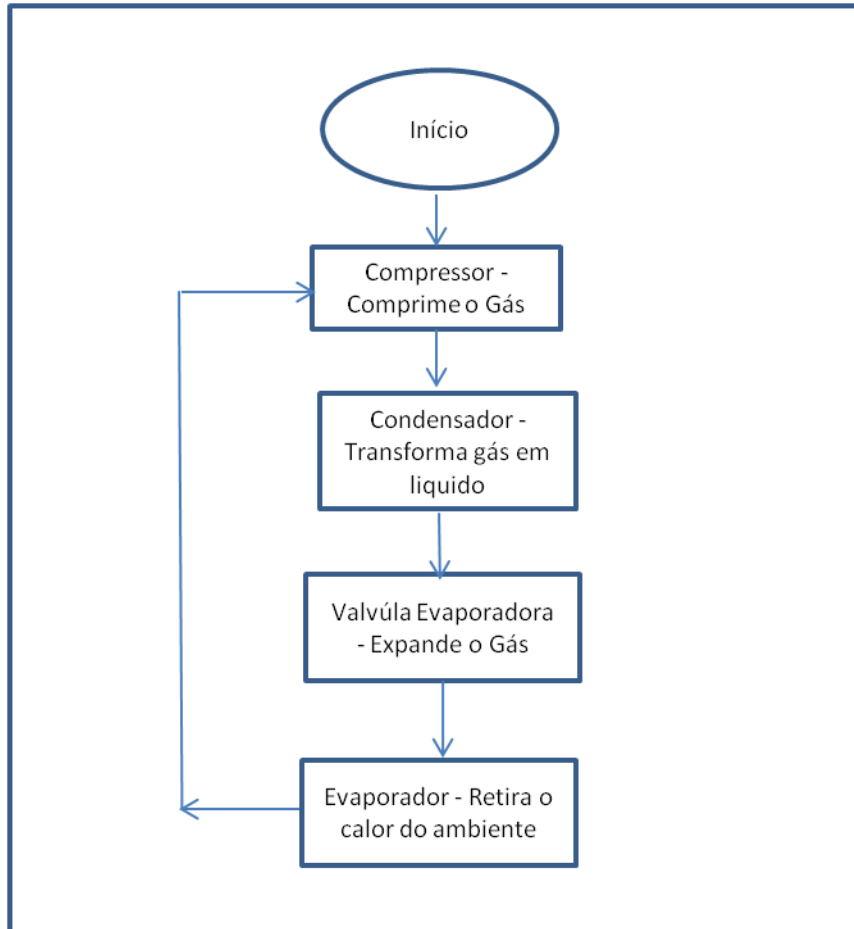 Início
Compressor -
Comprime o Gás
Condensador -
Transforma gás em
liquido
Valvúla Evaporadora
- Expande o Gás
Evaporador - Retira o
calor do ambiente